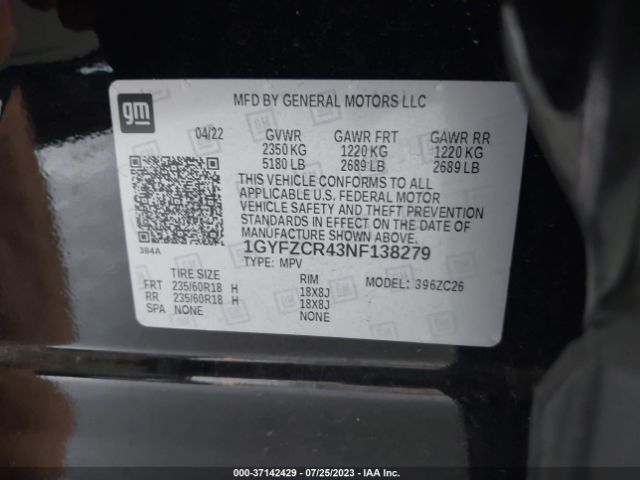 gm
MFD BY GENERAL MOTORS LLC
04/22 GVWR GAWR FRT GAWR RR
2350 KG 1220 KG 1220 KG
5180 LB 2689 LB 2689 LB
THIS VEHICLE CONFORMS TO ALL
APPLICABLE U.S. FEDERAL MOTOR
VEHICLE SAFETY AND THEFT PREVENTION
STANDARDS IN EFFECT ON THE DATE OF
MANUFACTURE SHOWN ABOVE.
394A 1GYFZCR43NF138279
TYPE: MPV
TIRE SIZE RIM MODEL: 396ZC26
FRT 235/60R18 H 18X8J
RR 235/60R18 H 18X8J
SPA NONE NONE
000-37142429 - 07/25/2023 - IAA Inc.